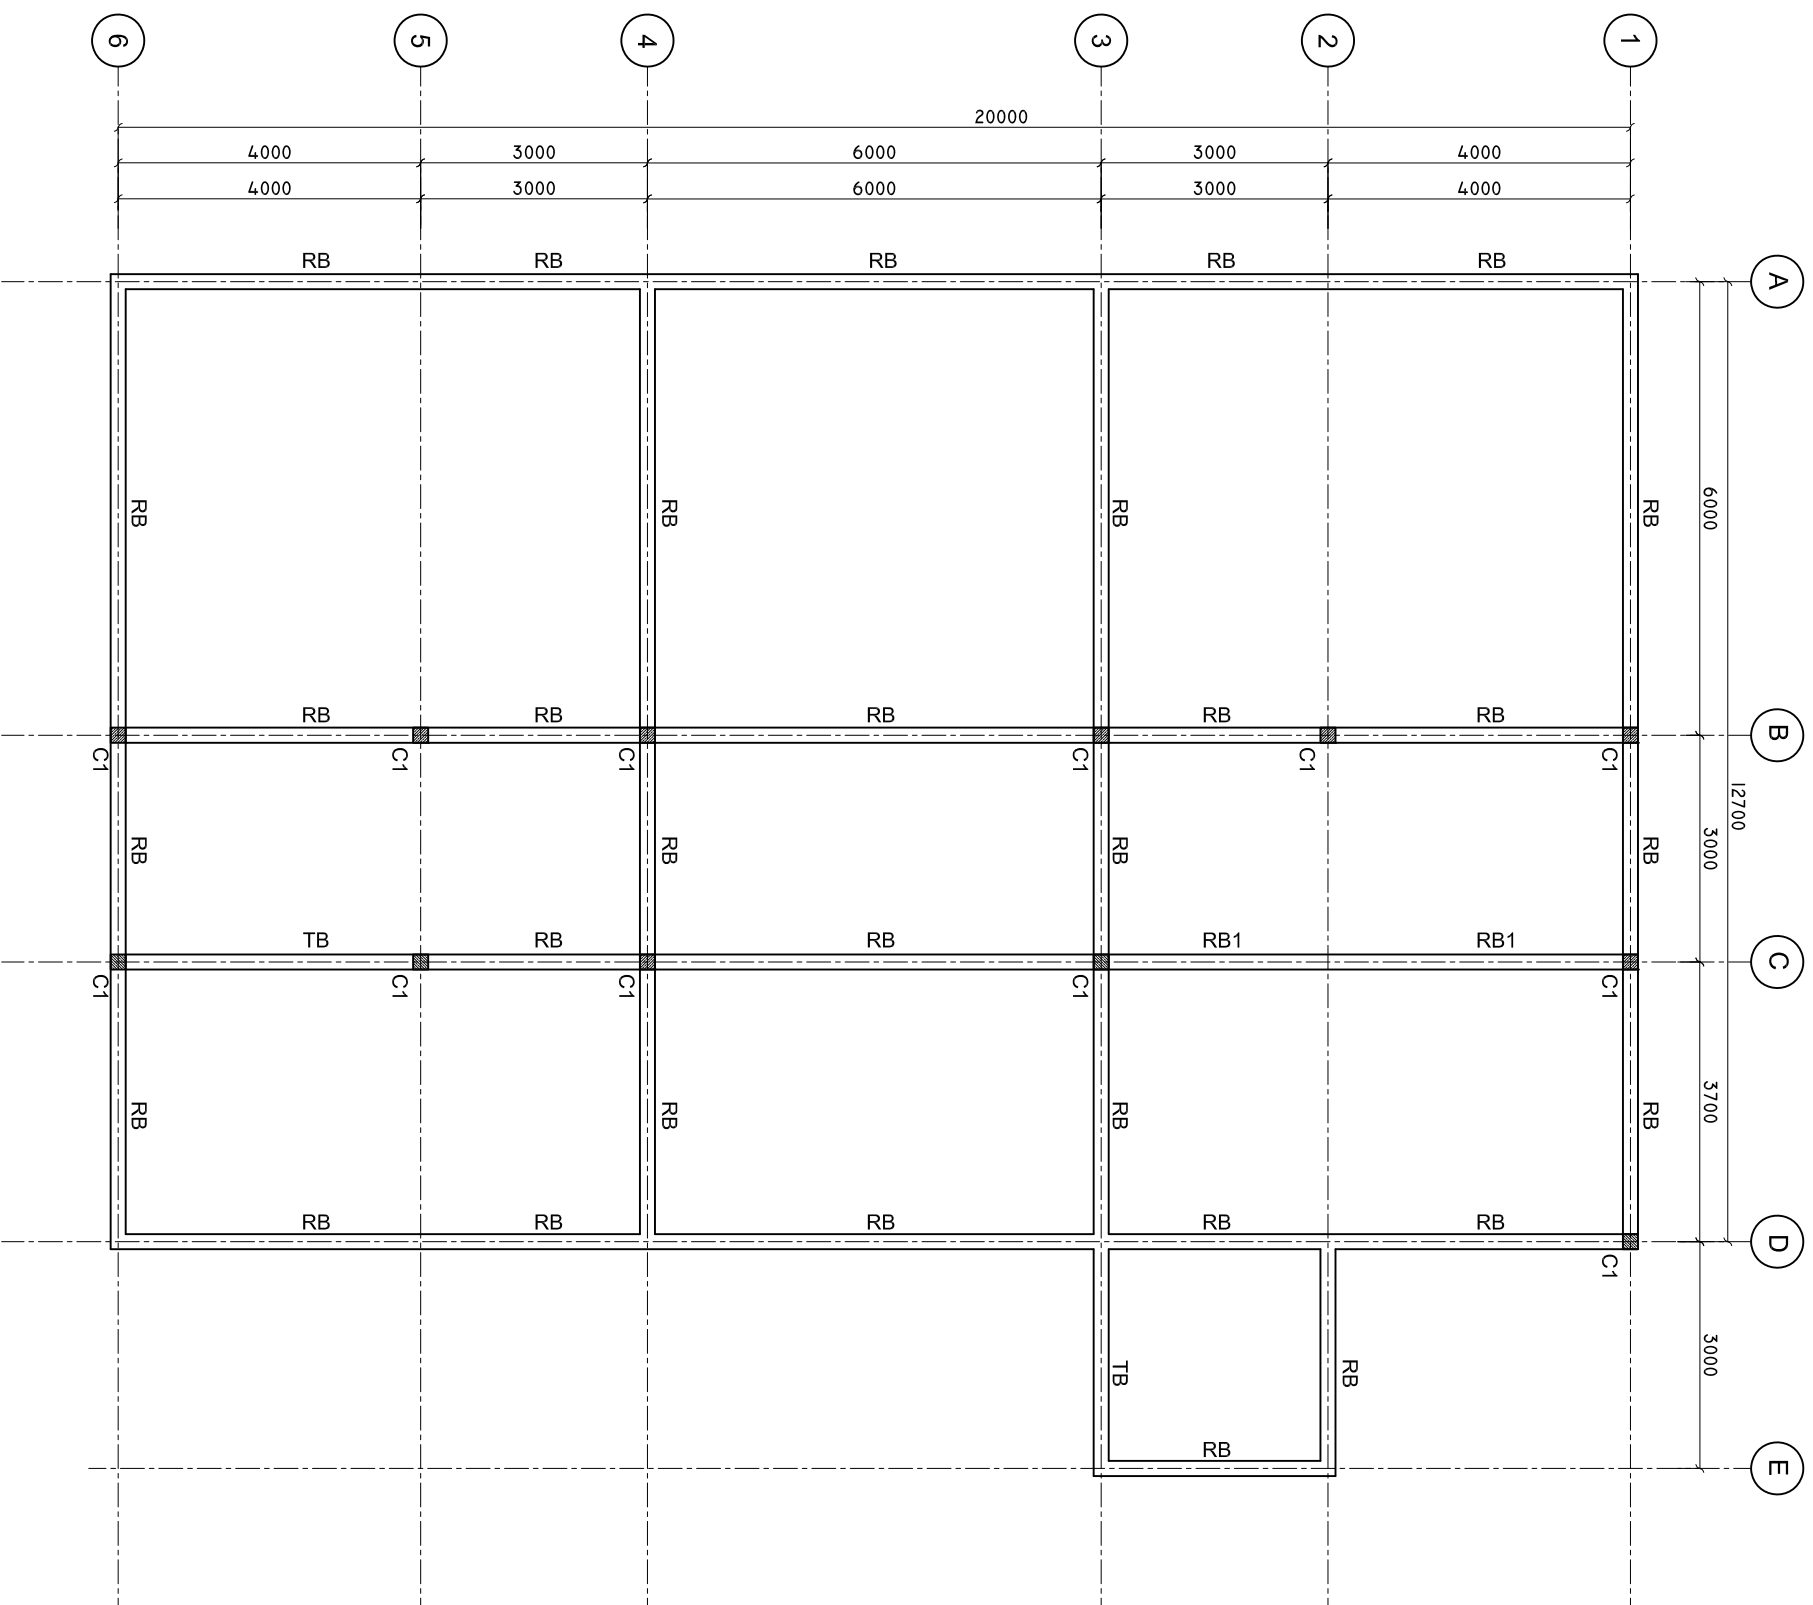 6 5 4 3 2 1
20000
4000 3000 6000 3000 4000
4000 3000 6000 3000 4000
RB RB RB RB RB
A
RB RB RB RB 6000
RB RB RB RB RB
B
C1 C1 C1 C1 C1 C1
12700
RB RB RB RB 3000
TB RB RB RB1 RB1
C
C1 C1 C1 C1 C1
RB RB RB RB 3700
RB RB RB RB RB
D
C1
TB RB 3000
RB
E